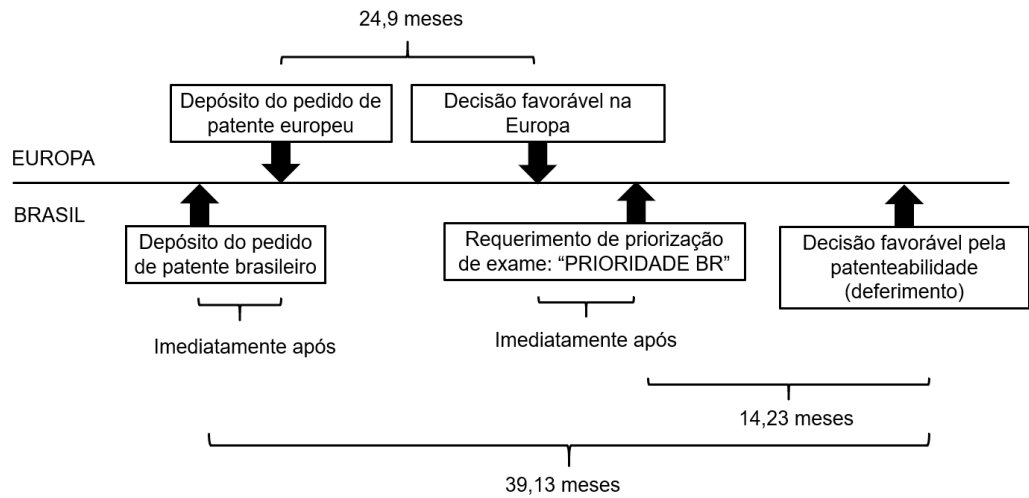 24,9 meses
Depósito do pedido de
patente europeu
Decisão favorável na
Europa
EUROPA
BRASIL
Depósito do pedido
de patente brasileiro
Requerimento de priorização
de exame: “PRIORIDADE BR”
Decisão favorável pela
patenteabilidade
(deferimento)
Imediatamente após
Imediatamente após
14,23 meses
39,13 meses